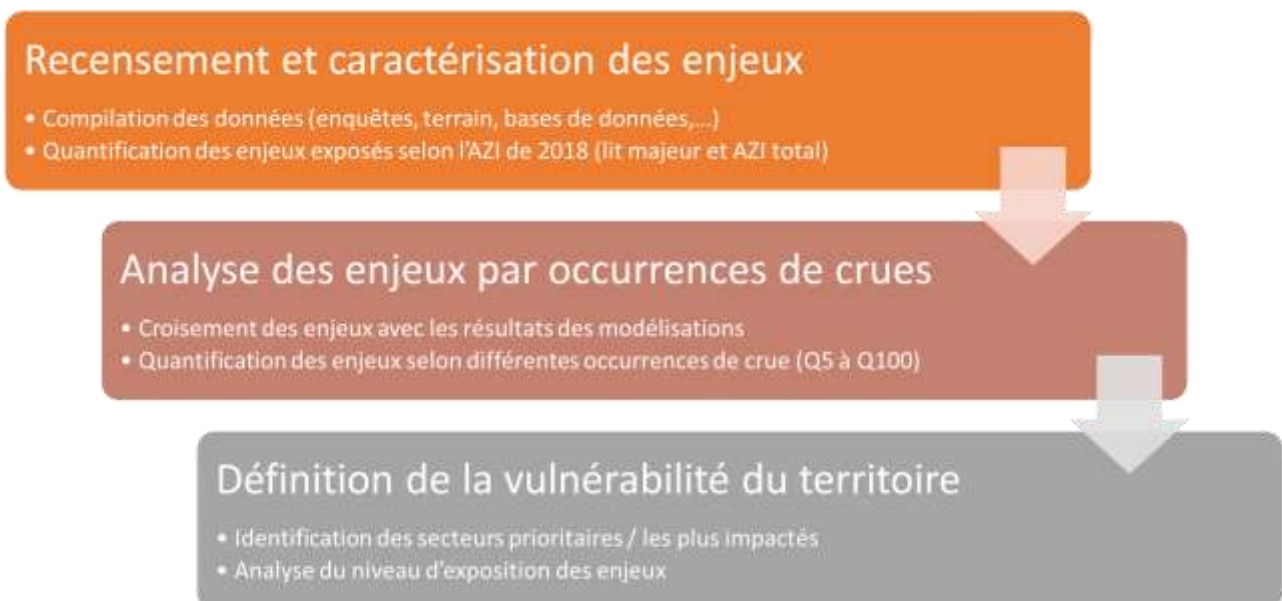 Recensement et caractérisation des enjeux
• Compilation des données (enquêtes, terrain, bases de données,...)
• Quantification des enjeux exposés selon l'AZI de 2018 (lit majeur et AZI total)
Analyse des enjeux par occurrences de crues
• Croisement des enjeux avec les résultats des modélisations
• Quantification des enjeux selon différentes occurrences de crue (Q5 à Q100)
Définition de la vulnérabilité du territoire
• Identification des secteurs prioritaires / les plus impactés
• Analyse du niveau d'exposition des enjeux